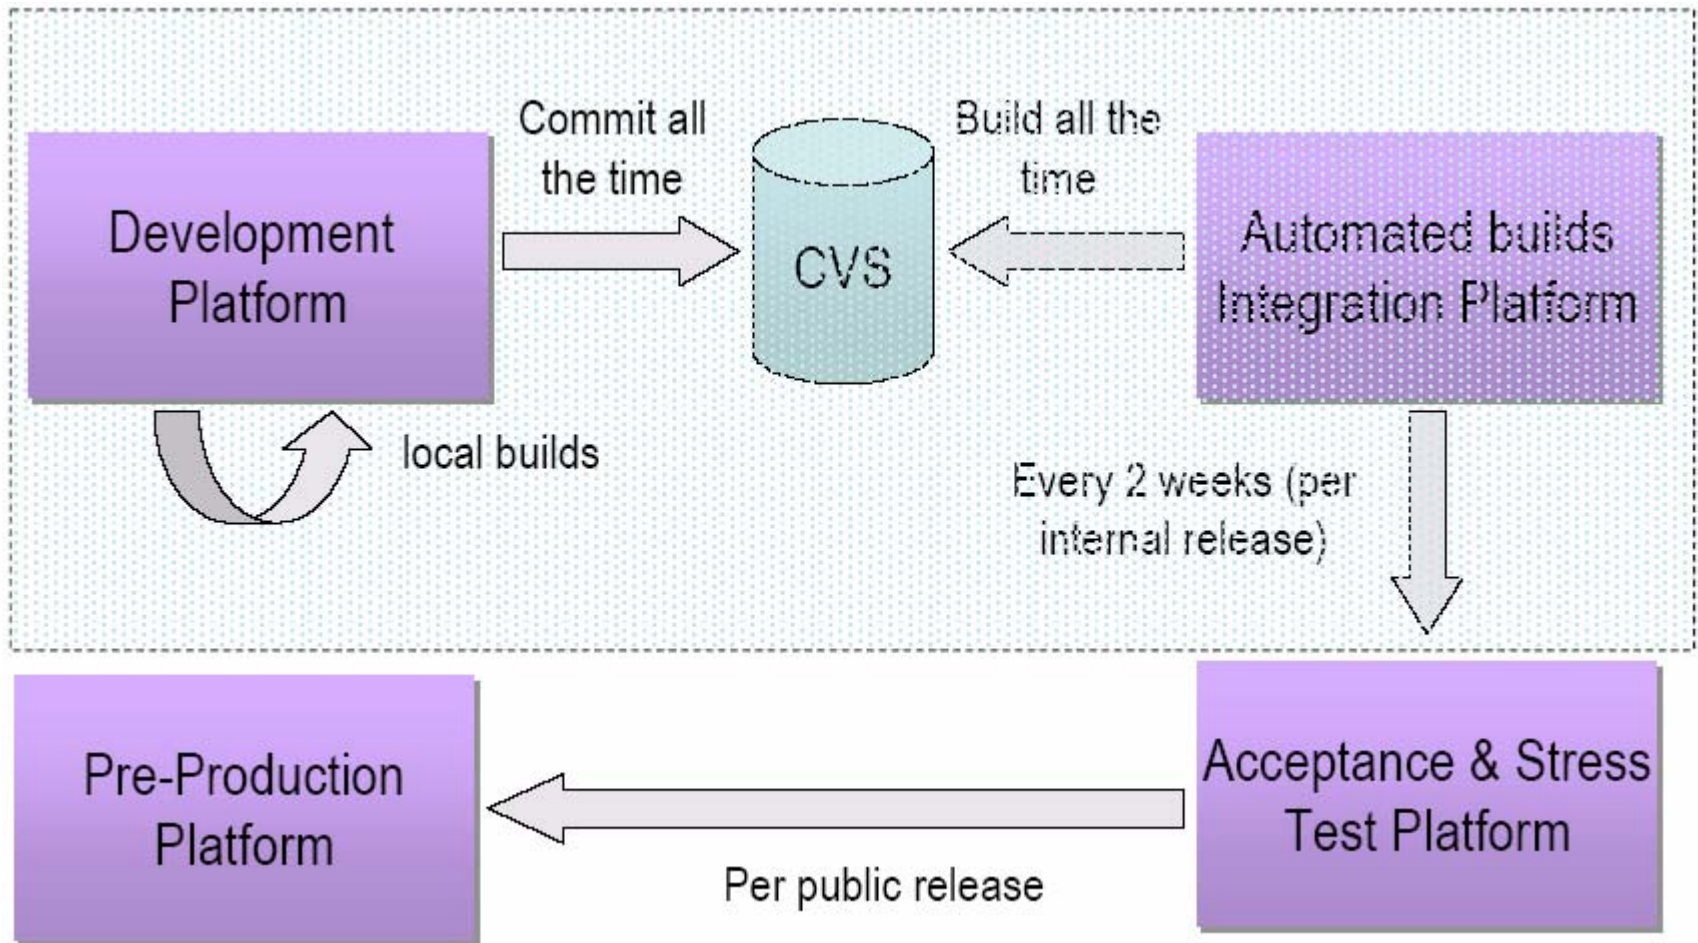 Commit all
the time
Build all the
time
Development
Platform
CVS
Automated builds
Integration Platform
local builds
Every 2 weeks (per
internal release)
Pre-Production
Platform
Acceptance & Stress
Test Platform
Per public release